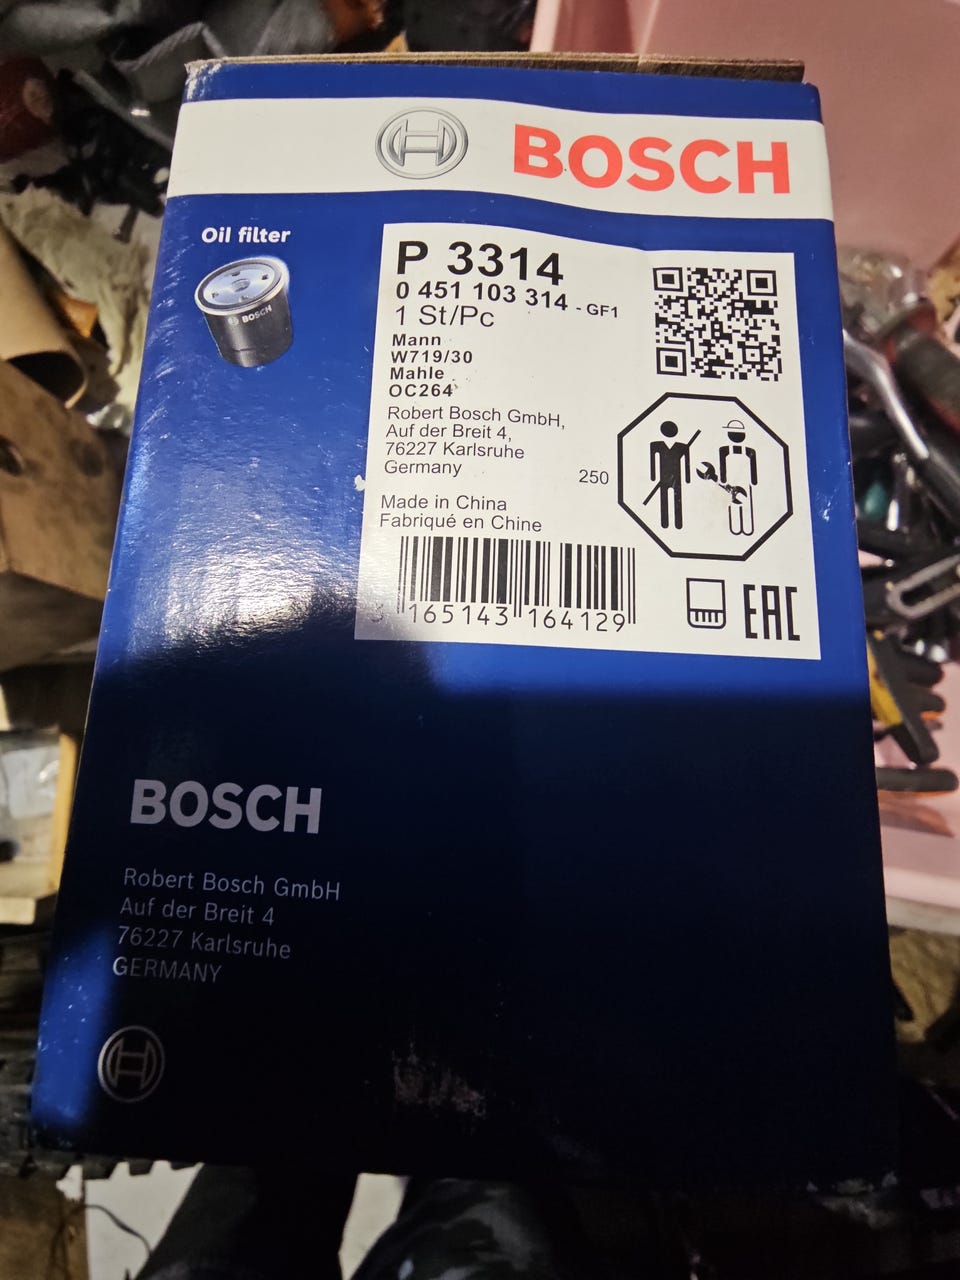 BOSCH
Oil filter
BOSCH
P 3314
0 451 103 314 - GF1
1 St/Pc
Mann
W719/30
Mahle
OC264
Robert Bosch GmbH,
Auf der Breit 4,
76227 Karlsruhe
Germany
250
Made in China
Fabriqué en Chine
3 165143 164129
EAC
BOSCH
Robert Bosch GmbH
Auf der Breit 4
76227 Karlsruhe
GERMANY